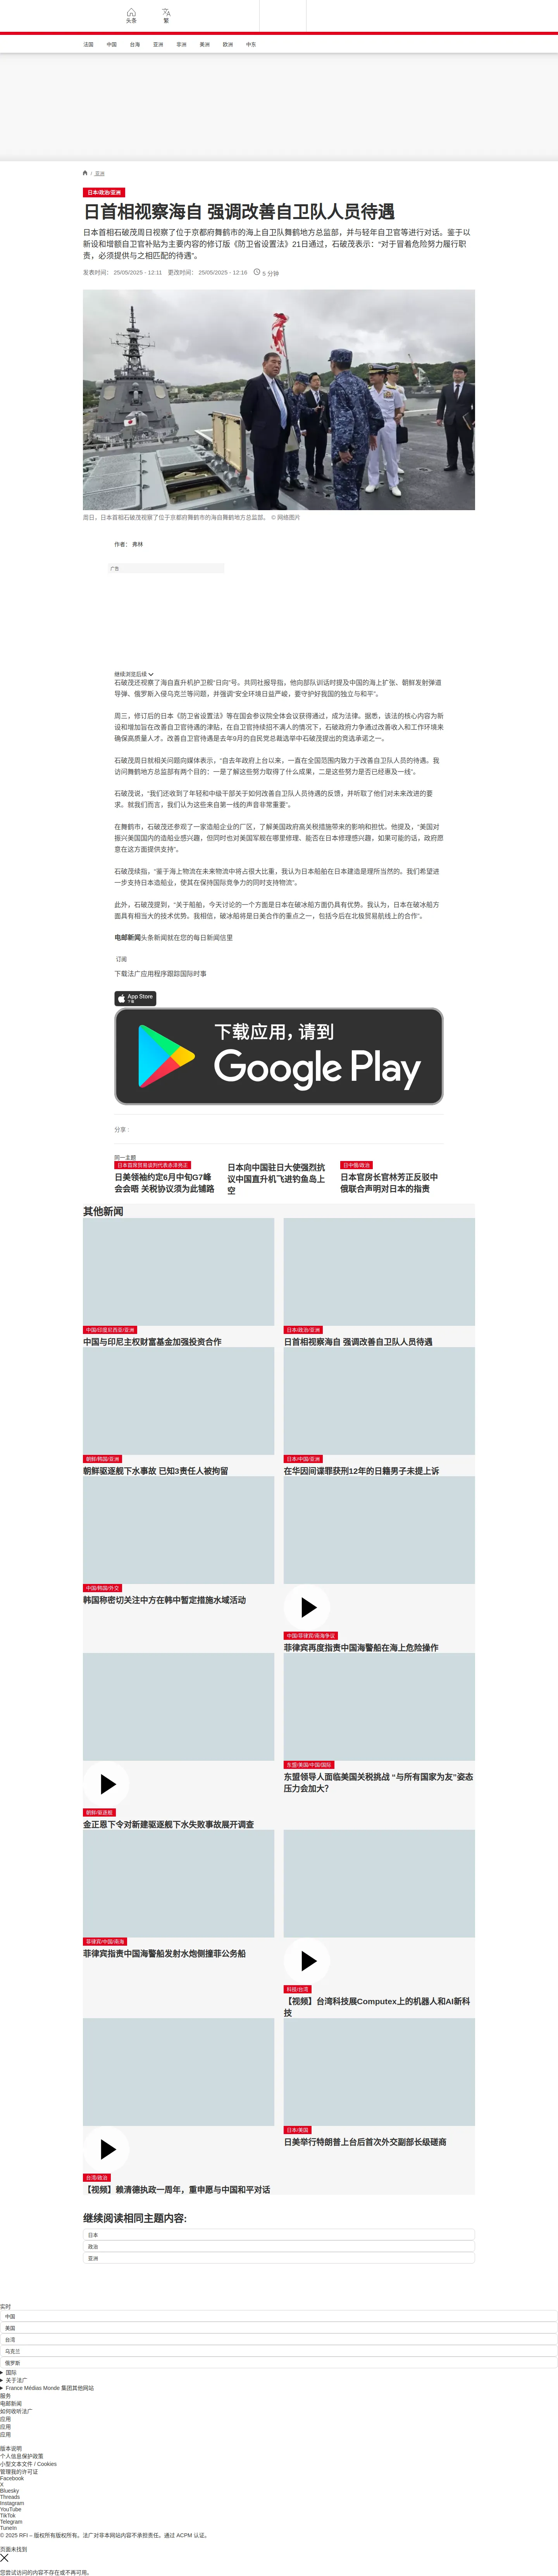 头条
繁
法国
中国
台海
亚洲
非洲
美洲
欧洲
中东
/ 亚洲
日本/政治/亚洲
日首相视察海自 强调改善自卫队人员待遇
日本首相石破茂周日视察了位于京都府舞鹤市的海上自卫队舞鹤地方总监部，并与轻年自卫官等进行对话。鉴于以
新设和增额自卫官补贴为主要内容的修订版《防卫省设置法》21日通过，石破茂表示：“对于冒着危险努力履行职
责，必须提供与之相匹配的待遇”。
发表时间： 25/05/2025 - 12:11 更改时间： 25/05/2025 - 12:16 5 分钟
周日，日本首相石破茂视察了位于京都府舞鹤市的海自舞鹤地方总监部。 © 网络图片
作者： 弗林
广告
继续浏览后续
石破茂还视察了海自直升机护卫舰“日向”号。共同社报导指，他向部队训话时提及中国的海上扩张、朝鲜发射弹道
导弹、俄罗斯入侵乌克兰等问题，并强调“安全环境日益严峻，要守护好我国的独立与和平”。
周三，修订后的日本《防卫省设置法》等在国会参议院全体会议获得通过，成为法律。据悉，该法的核心内容为新
设和增加旨在改善自卫官待遇的津贴，在自卫官持续招不满人的情况下，石破政府力争通过改善收入和工作环境来
确保高质量人才。改善自卫官待遇是去年9月的自民党总裁选举中石破茂提出的竞选承诺之一。
石破茂周日就相关问题向媒体表示，“自去年政府上台以来，一直在全国范围内致力于改善自卫队人员的待遇。我
访问舞鹤地方总监部有两个目的：一是了解这些努力取得了什么成果，二是这些努力是否已经惠及一线”。
石破茂说，“我们还收到了年轻和中级干部关于如何改善自卫队人员待遇的反馈，并听取了他们对未来改进的要
求。就我们而言，我们认为这些来自第一线的声音非常重要”。
在舞鹤市，石破茂还参观了一家造船企业的厂区，了解美国政府高关税措施带来的影响和担忧。他提及，“美国对
振兴美国国内的造船业感兴趣，但同时也对美国军舰在哪里修理、能否在日本修理感兴趣，如果可能的话，政府愿
意在这方面提供支持”。
石破茂续指，“鉴于海上物流在未来物流中将占很大比重，我认为日本船舶在日本建造是理所当然的。我们希望进
一步支持日本造船业，使其在保持国际竞争力的同时支持物流”。
此外，石破茂提到，“关于船舶，今天讨论的一个方面是日本在破冰船方面仍具有优势。我认为，日本在破冰船方
面具有相当大的技术优势。我相信，破冰船将是日美合作的重点之一，包括今后在北极贸易航线上的合作”。
电邮新闻头条新闻就在您的每日新闻信里
订阅
下载法广应用程序跟踪国际时事
App Store
下载
下载应用，请到
Google Play
分享 :
同一主题
日本首席贸易谈判代表赤泽亮正
日美领袖约定6月中旬G7峰
会会晤 关税协议须为此铺路
日本向中国驻日大使强烈抗
议中国直升机飞进钓鱼岛上
空
日中俄/政治
日本官房长官林芳正反驳中
俄联合声明对日本的指责
其他新闻
中国/印度尼西亚/亚洲
中国与印尼主权财富基金加强投资合作
日本/政治/亚洲
日首相视察海自 强调改善自卫队人员待遇
朝鲜/韩国/亚洲
朝鲜驱逐舰下水事故 已知3责任人被拘留
日本/中国/亚洲
在华因间谍罪获刑12年的日籍男子未提上诉
中国/韩国/外交
韩国称密切关注中方在韩中暂定措施水域活动
中国/菲律宾/南海争议
菲律宾再度指责中国海警船在海上危险操作
朝鲜/驱逐舰
金正恩下令对新建驱逐舰下水失败事故展开调查
东盟/美国/中国/国际
东盟领导人面临美国关税挑战 “与所有国家为友”姿态
压力会加大？
菲律宾/中国/南海
菲律宾指责中国海警船发射水炮侧撞菲公务船
科技/台湾
【视频】台湾科技展Computex上的机器人和AI新科
技
台湾/政治
【视频】赖清德执政一周年，重申愿与中国和平对话
日本/美国
日美举行特朗普上台后首次外交副部长级磋商
继续阅读相同主题内容:
日本
政治
亚洲
实时
中国
美国
台湾
乌克兰
俄罗斯
国际
关于法广
France Médias Monde 集团其他网站
服务
电邮新闻
如何收听法广
应用
应用
应用
版本说明
个人信息保护政策
小型文本文件 / Cookies
管理我的许可证
Facebook
X
Bluesky
Threads
Instagram
YouTube
TikTok
Telegram
TuneIn
© 2025 RFI – 版权所有版权所有。法广对非本网站内容不承担责任。通过 ACPM 认证。
页面未找到
您尝试访问的内容不存在或不再可用。